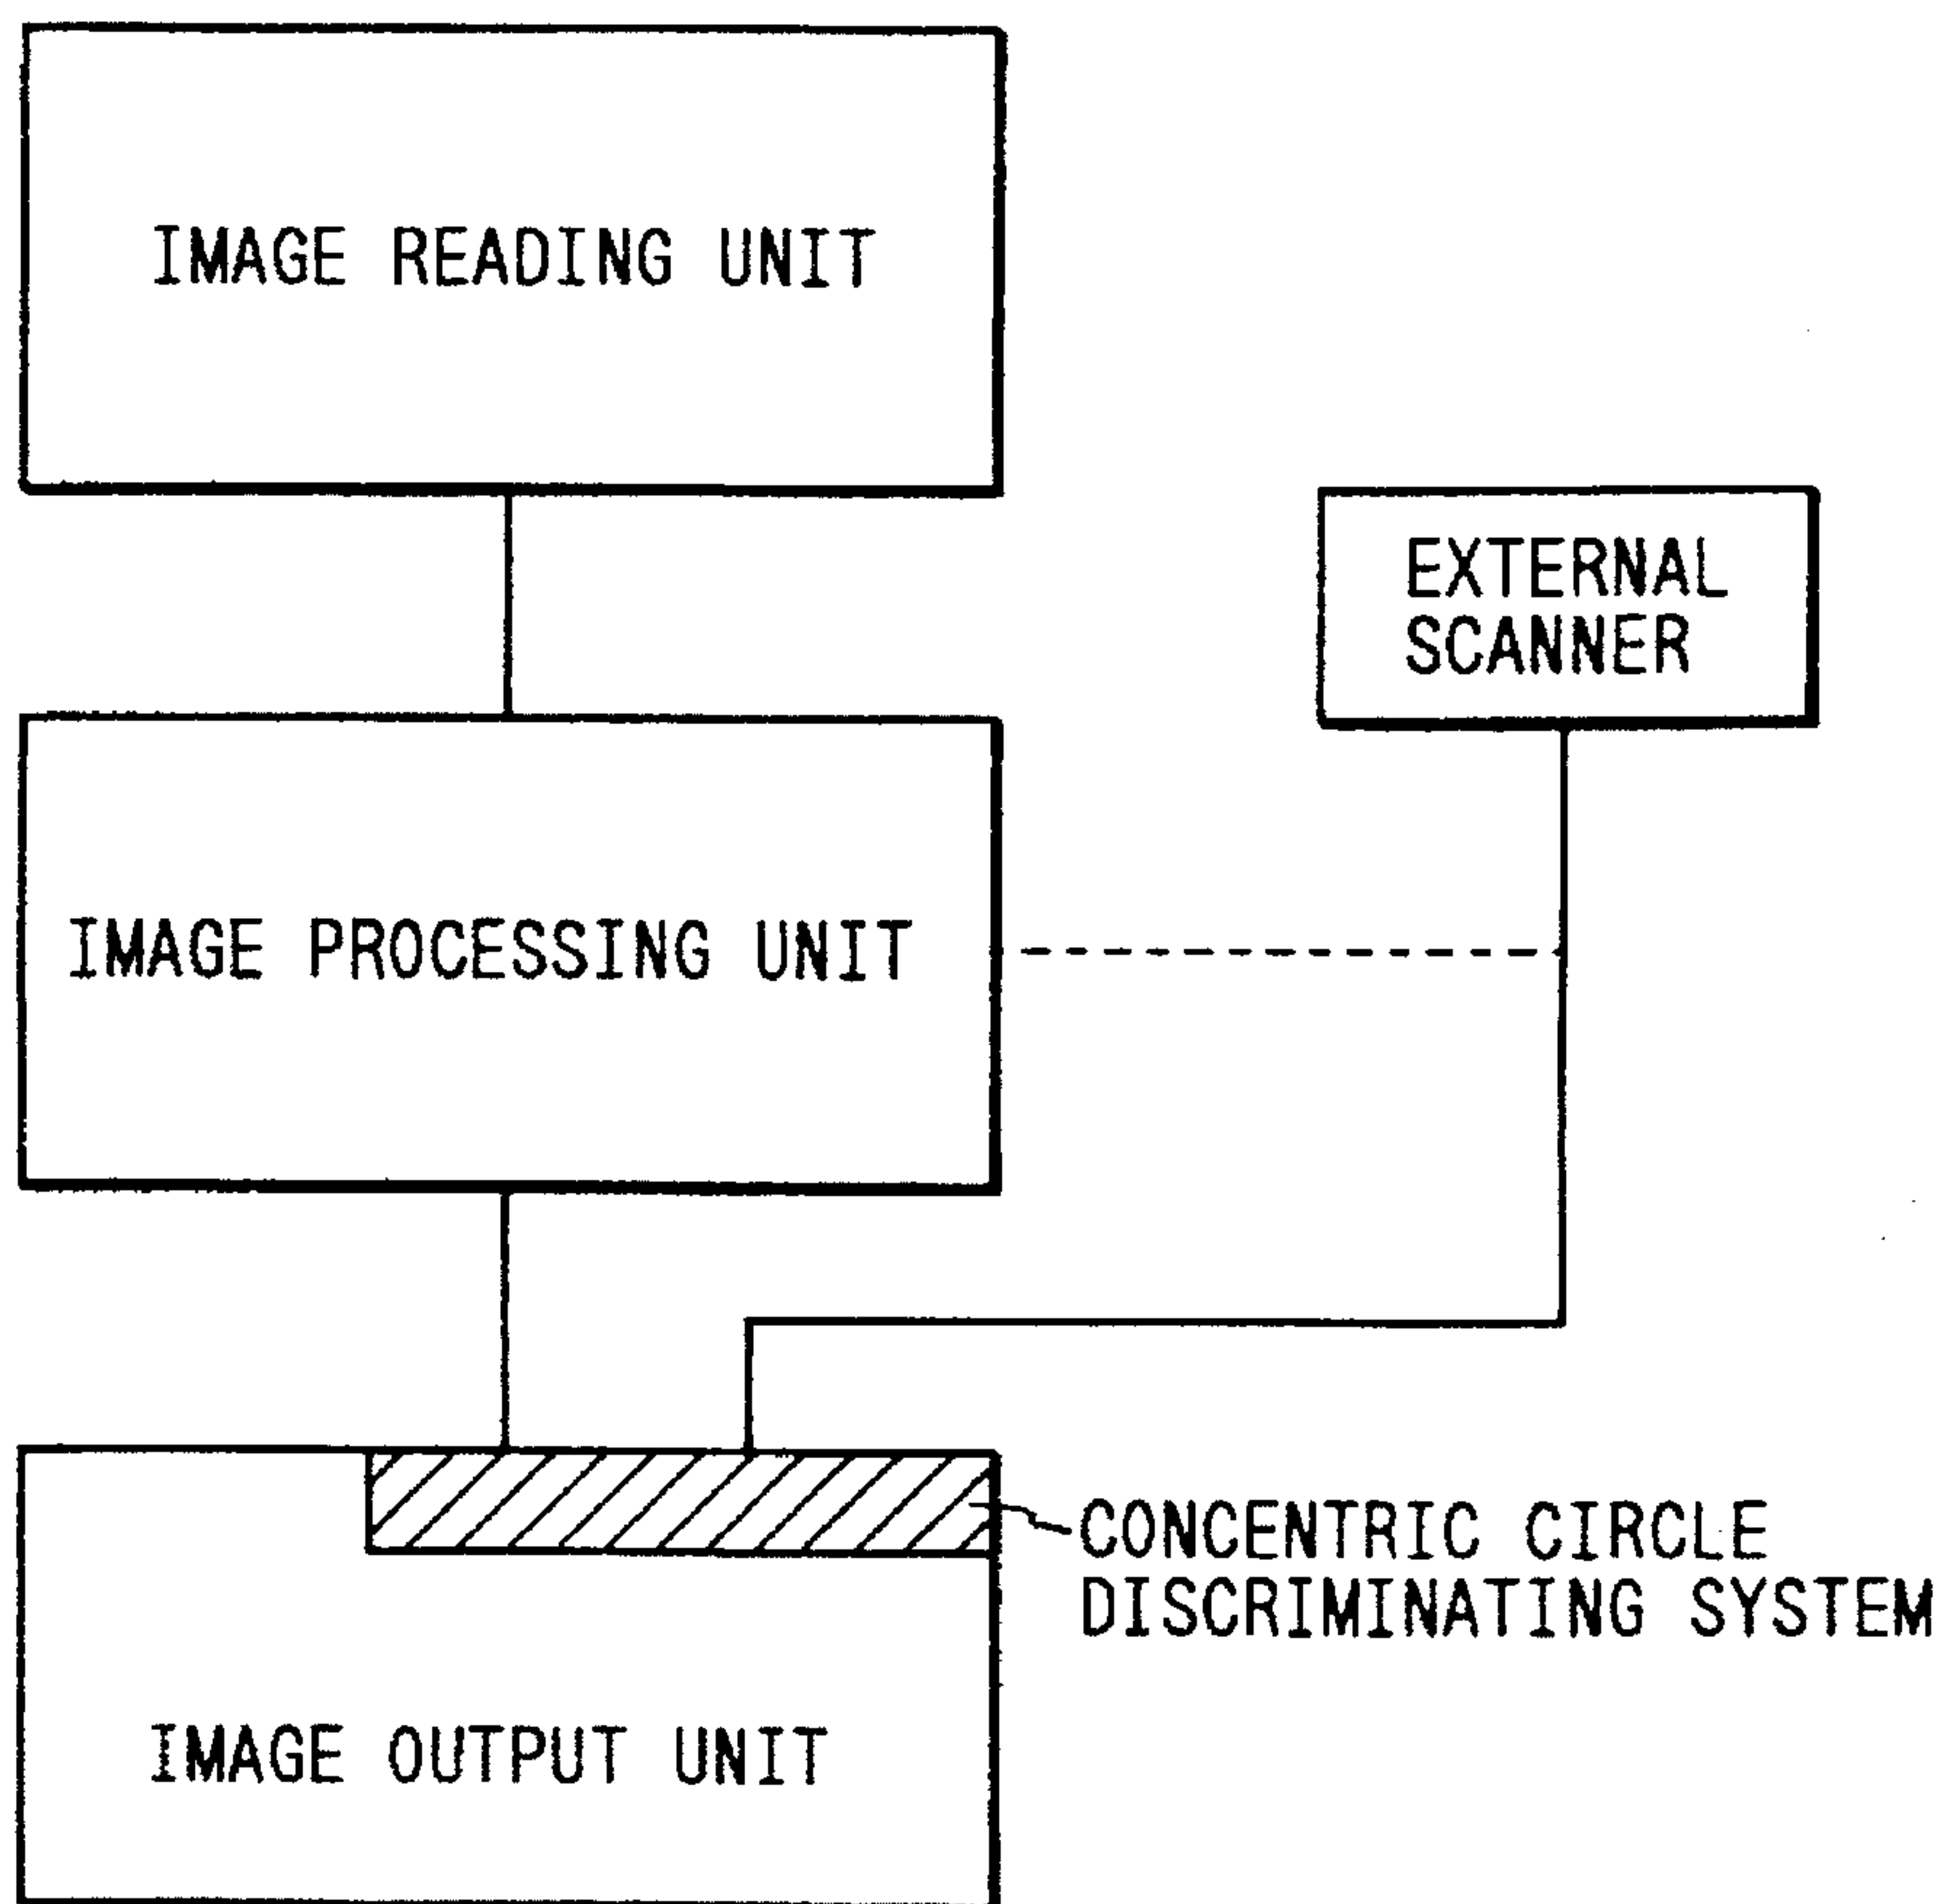 IMAGE READING UNIT
EXTERNAL
SCANNER
IMAGE PROCESSING UNIT
CONCENTRIC CIRCLE
DISCRIMINATING SYSTEM
IMAGE OUTPUT UNIT